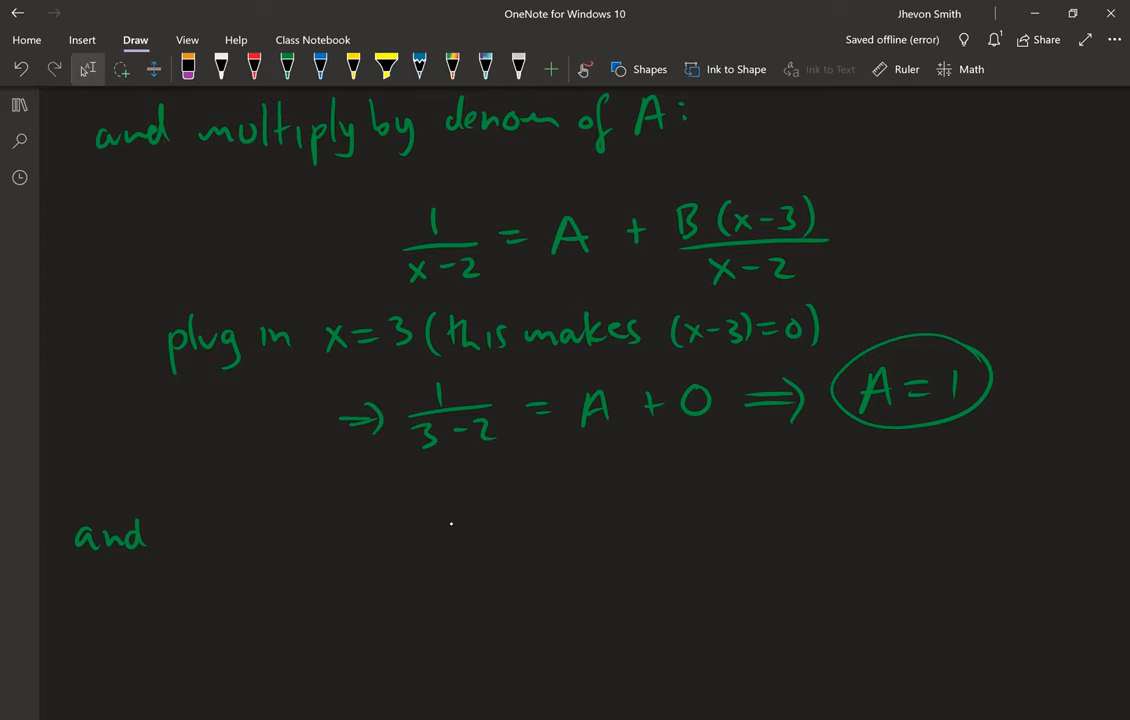 OneNote for Windows 10
Jhevon Smith
Home Insert Draw View Help Class Notebook
Saved offline (error)
1
Share
Shapes Ink to Shape Ink to Text Ruler Math
and multiply by denom of A:
1/(x-2) = A + B(x-3)/(x-2)
plug in x=3 (this makes (x-3)=0)
⇒ 1/(3-2) = A + 0 ⇒ A = 1
and